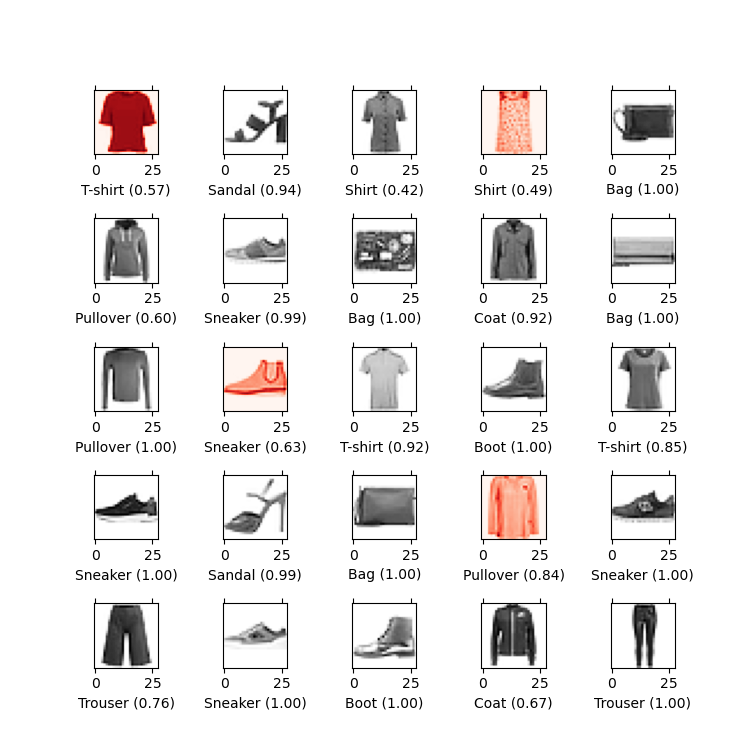 0 25 0 25 0 25 0 25 0 25
T-shirt (0.57) Sandal (0.94) Shirt (0.42) Shirt (0.49) Bag (1.00)
0 25 0 25 0 25 0 25 0 25
Pullover (0.60) Sneaker (0.99) Bag (1.00) Coat (0.92) Bag (1.00)
0 25 0 25 0 25 0 25 0 25
Pullover (1.00) Sneaker (0.63) T-shirt (0.92) Boot (1.00) T-shirt (0.85)
0 25 0 25 0 25 0 25 0 25
Sneaker (1.00) Sandal (0.99) Bag (1.00) Pullover (0.84) Sneaker (1.00)
0 25 0 25 0 25 0 25 0 25
Trouser (0.76) Sneaker (1.00) Boot (1.00) Coat (0.67) Trouser (1.00)